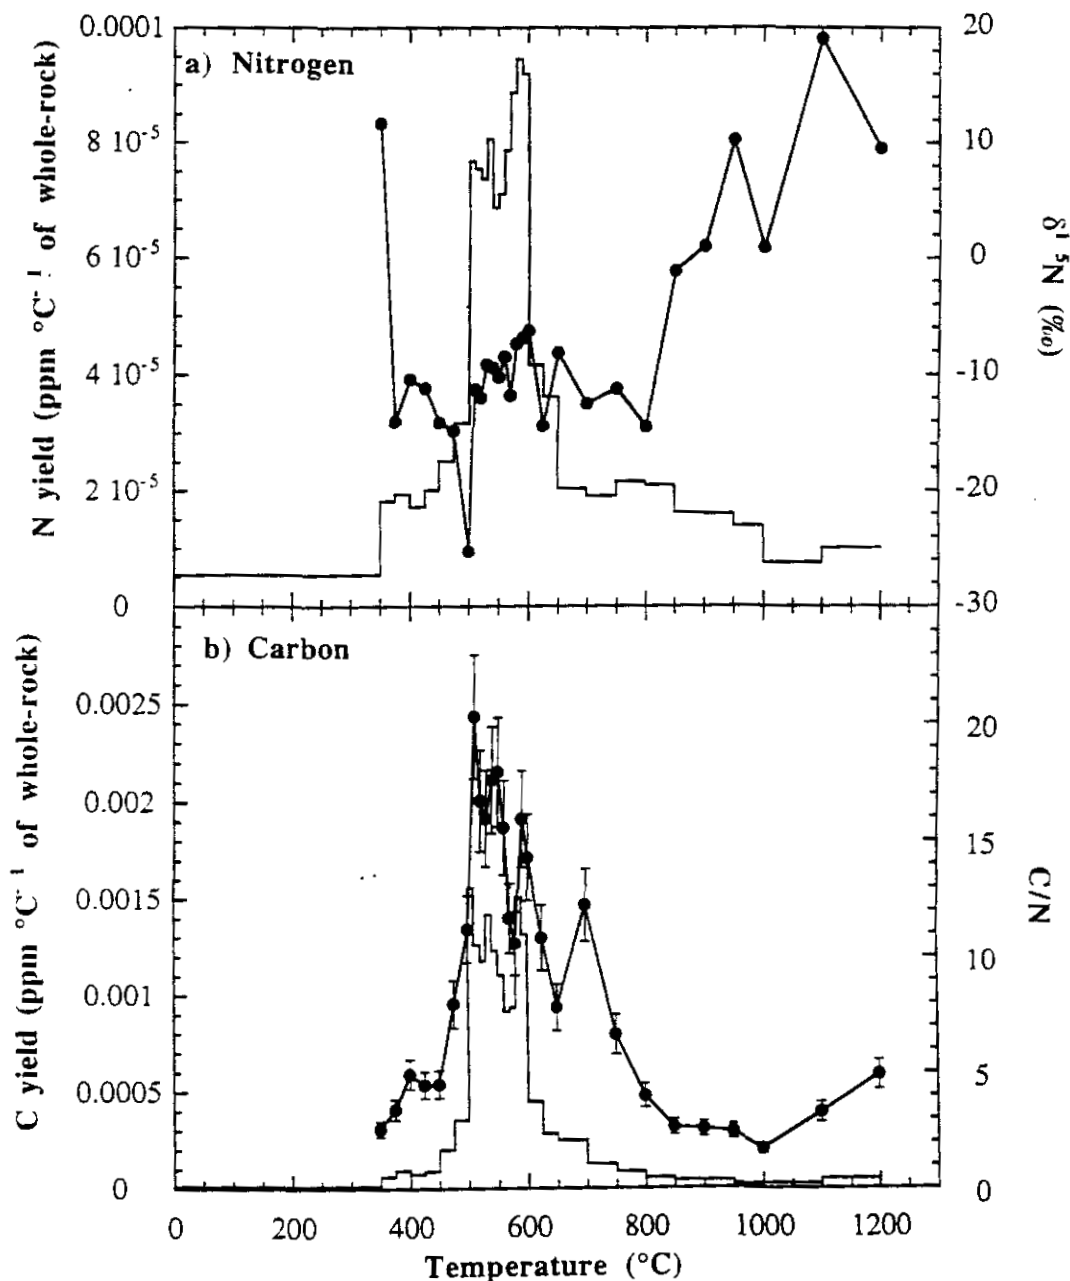 a) Nitrogen
N yield (ppm °C⁻¹ of whole-rock)
0.0001
8 10⁻⁵
6 10⁻⁵
4 10⁻⁵
2 10⁻⁵
0
20
10
0
-10
-20
-30
δ¹⁵N (‰)
b) Carbon
C yield (ppm °C⁻¹ of whole-rock)
0.0025
0.002
0.0015
0.001
0.0005
0
20
15
10
5
0
C/N
0 200 400 600 800 1000 1200
Temperature (°C)